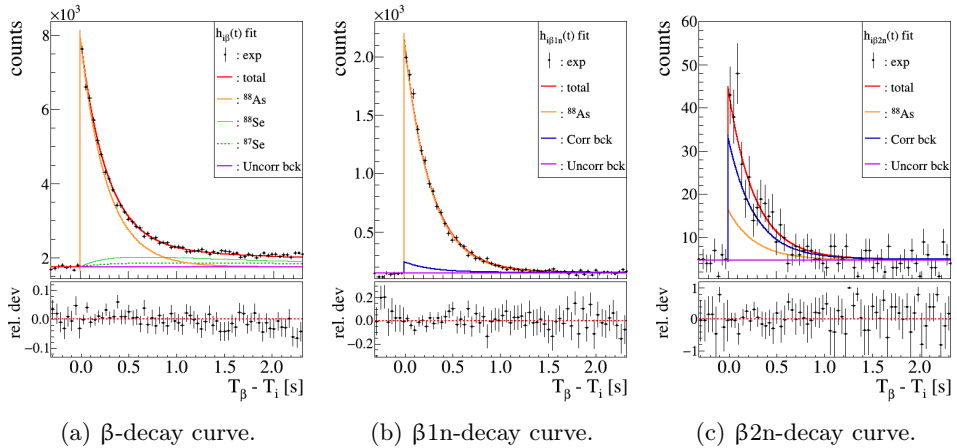 ×10³
counts
8
6
4
2
h_iβ(t) fit
: exp
: total
: ⁸⁸As
: ⁸⁸Se
: ⁸⁷Se
: Uncorr bck
rel. dev
0.1
0.0
−0.1
0.0 0.5 1.0 1.5 2.0
T_β - T_i [s]
(a) β-decay curve.
×10³
counts
2.0
1.5
1.0
0.5
h_iβ1n(t) fit
: exp
: total
: ⁸⁸As
: Corr bck
: Uncorr bck
rel. dev
0.2
0.0
−0.2
0.0 0.5 1.0 1.5 2.0
T_β - T_i [s]
(b) β1n-decay curve.
counts
60
50
40
30
20
10
0
h_iβ2n(t) fit
: exp
: total
: ⁸⁸As
: Corr bck
: Uncorr bck
rel. dev
1
0
−1
0.0 0.5 1.0 1.5 2.0
T_β - T_i [s]
(c) β2n-decay curve.